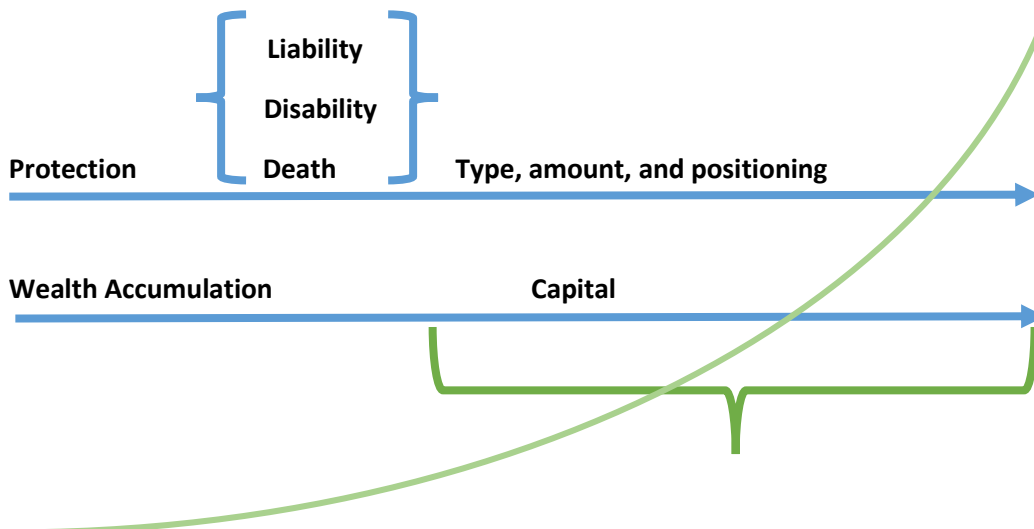 Liability
Disability
Protection Death Type, amount, and positioning
Wealth Accumulation Capital